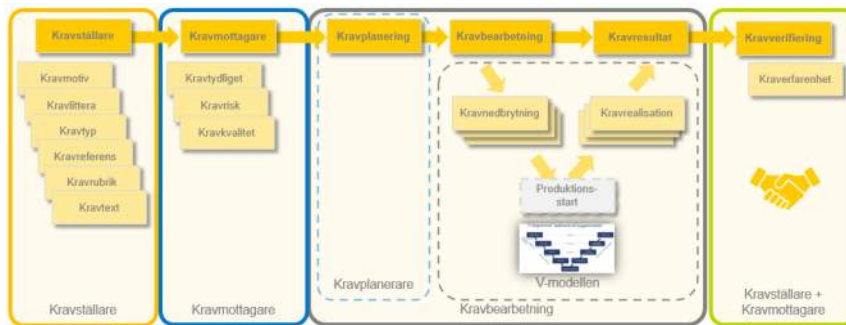 Kravställare
Kravmottagare
Kravplanering
Kravbearbetning
Kravresultat
Kravverifiering
Kravmotiv
Kravlittera
Kravtyp
Kravreferens
Kravrubrik
Kravtext
Kravtydliget
Kravrisk
Kravkvalitet
Kravnedbrytning
Kravrealisation
Produktions-
start
V-modellen
Kraverfarenhet
Kravställare
Kravmottagare
Kravplanerare
Kravbearbetning
Kravställare +
Kravmottagare